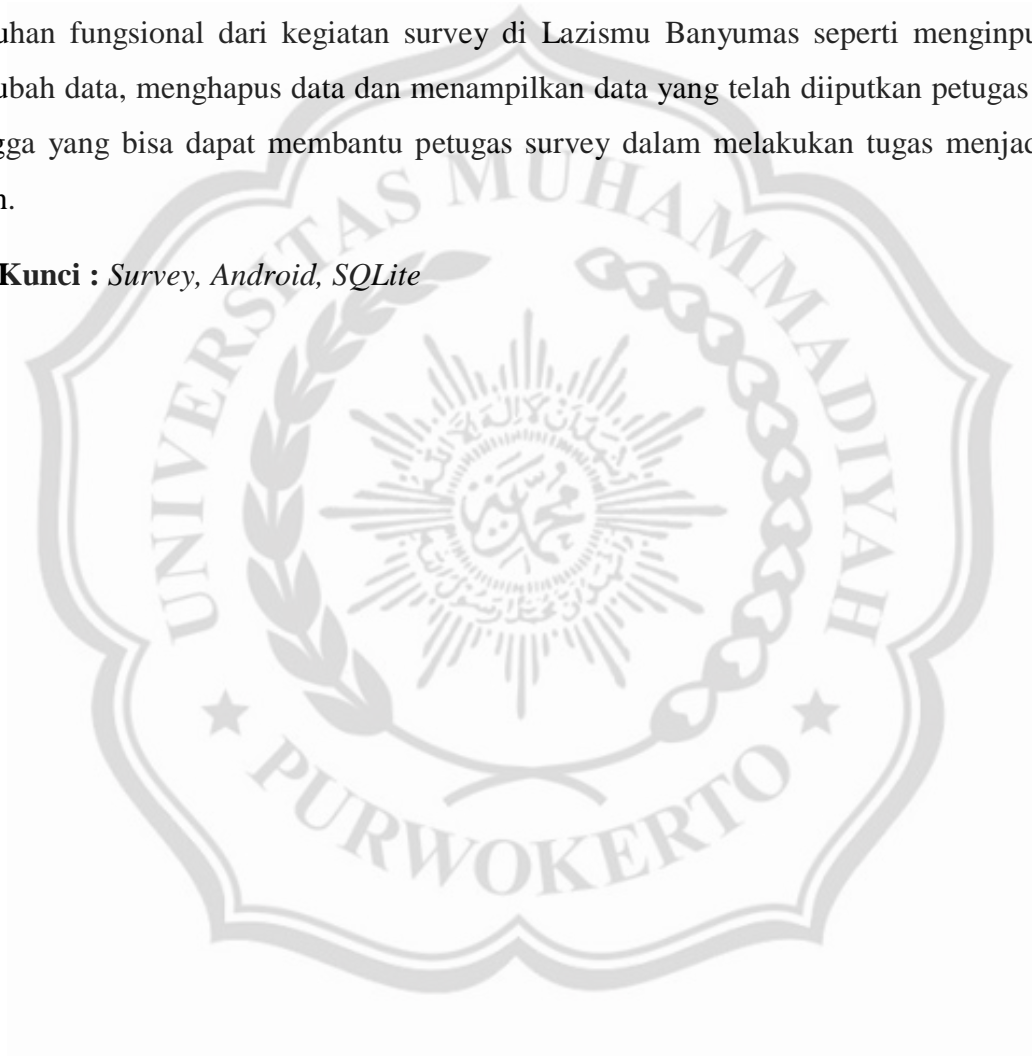 uhan fungsional dari kegiatan survey di Lazismu Banyumas seperti menginpu
ubah data, menghapus data dan menampilkan data yang telah diiputkan petugas
gga yang bisa dapat membantu petugas survey dalam melakukan tugas menjad
n.
Kunci : Survey, Android, SQLite
UNIVERSITAS MUHAMMADIYAH
PURWOKERTO